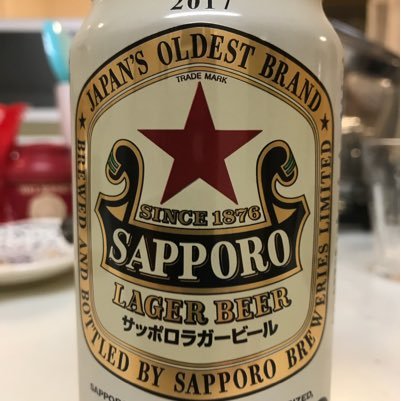 2017
JAPAN'S OLDEST BRAND
TRADE MARK
SINCE 1876
SAPPORO
LAGER BEER
サッポロラガービール
BREWED AND BOTTLED BY SAPPORO BREWERIES LIMITED